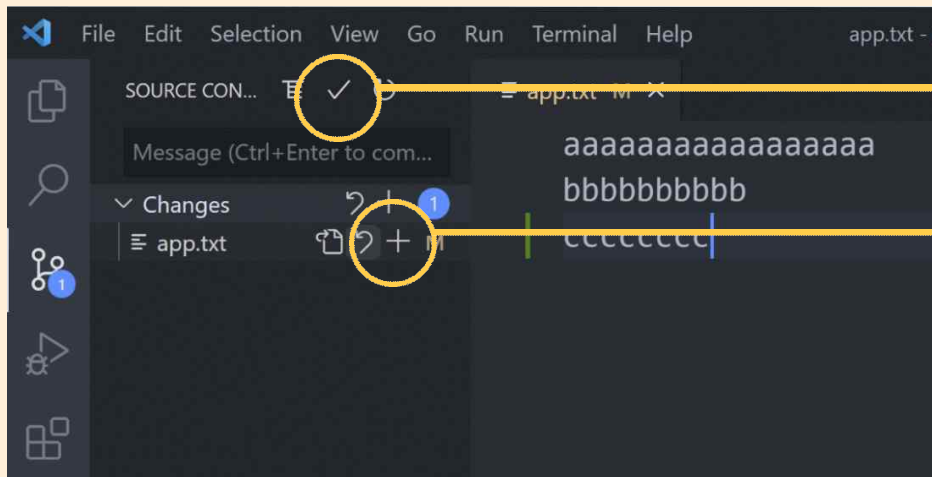 File Edit Selection View Go Run Terminal Help app.txt -
SOURCE CON...
app.txt M
Message (Ctrl+Enter to com...
aaaaaaaaaaaaaaaaa
bbbbbbbbbb
Changes 1
app.txt M
cccccccc
1